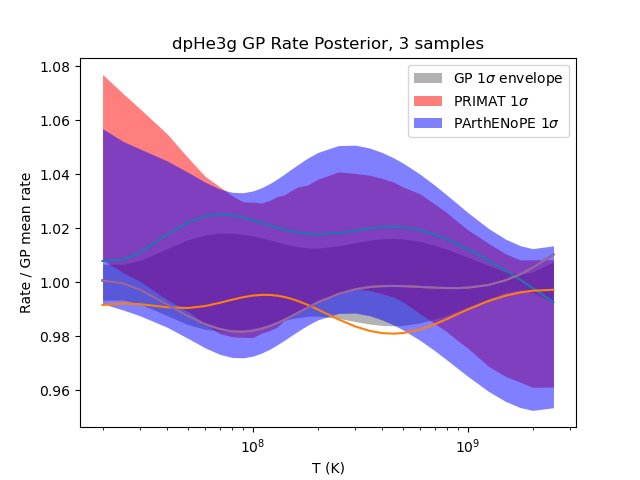 dpHe3g GP Rate Posterior, 3 samples
GP 1σ envelope
PRIMAT 1σ
PArthENoPE 1σ
1.08
1.06
1.04
1.02
1.00
0.98
0.96
Rate / GP mean rate
10⁸
10⁹
T (K)